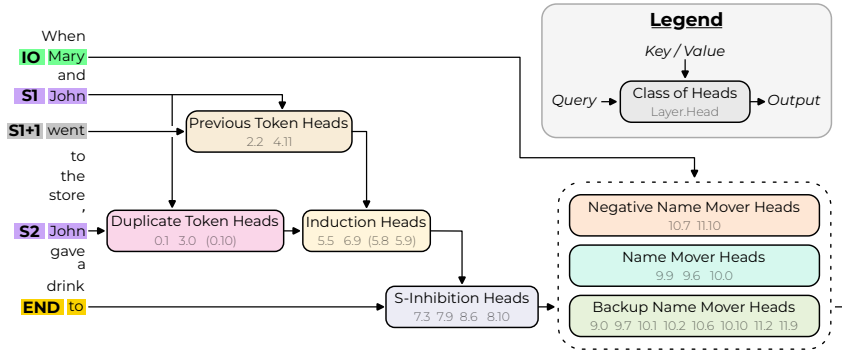 When
IO Mary
and
S1 John
S1+1 went
to
the
store
,
S2 John
gave
a
drink
END to
Previous Token Heads
2.2 4.11
Duplicate Token Heads
0.1 3.0 (0.10)
Induction Heads
5.5 6.9 (5.8 5.9)
S-Inhibition Heads
7.3 7.9 8.6 8.10
Legend
Key / Value
Class of Heads
Layer.Head
Query
Output
Negative Name Mover Heads
10.7 11.10
Name Mover Heads
9.9 9.6 10.0
Backup Name Mover Heads
9.0 9.7 10.1 10.2 10.6 10.10 11.2 11.9